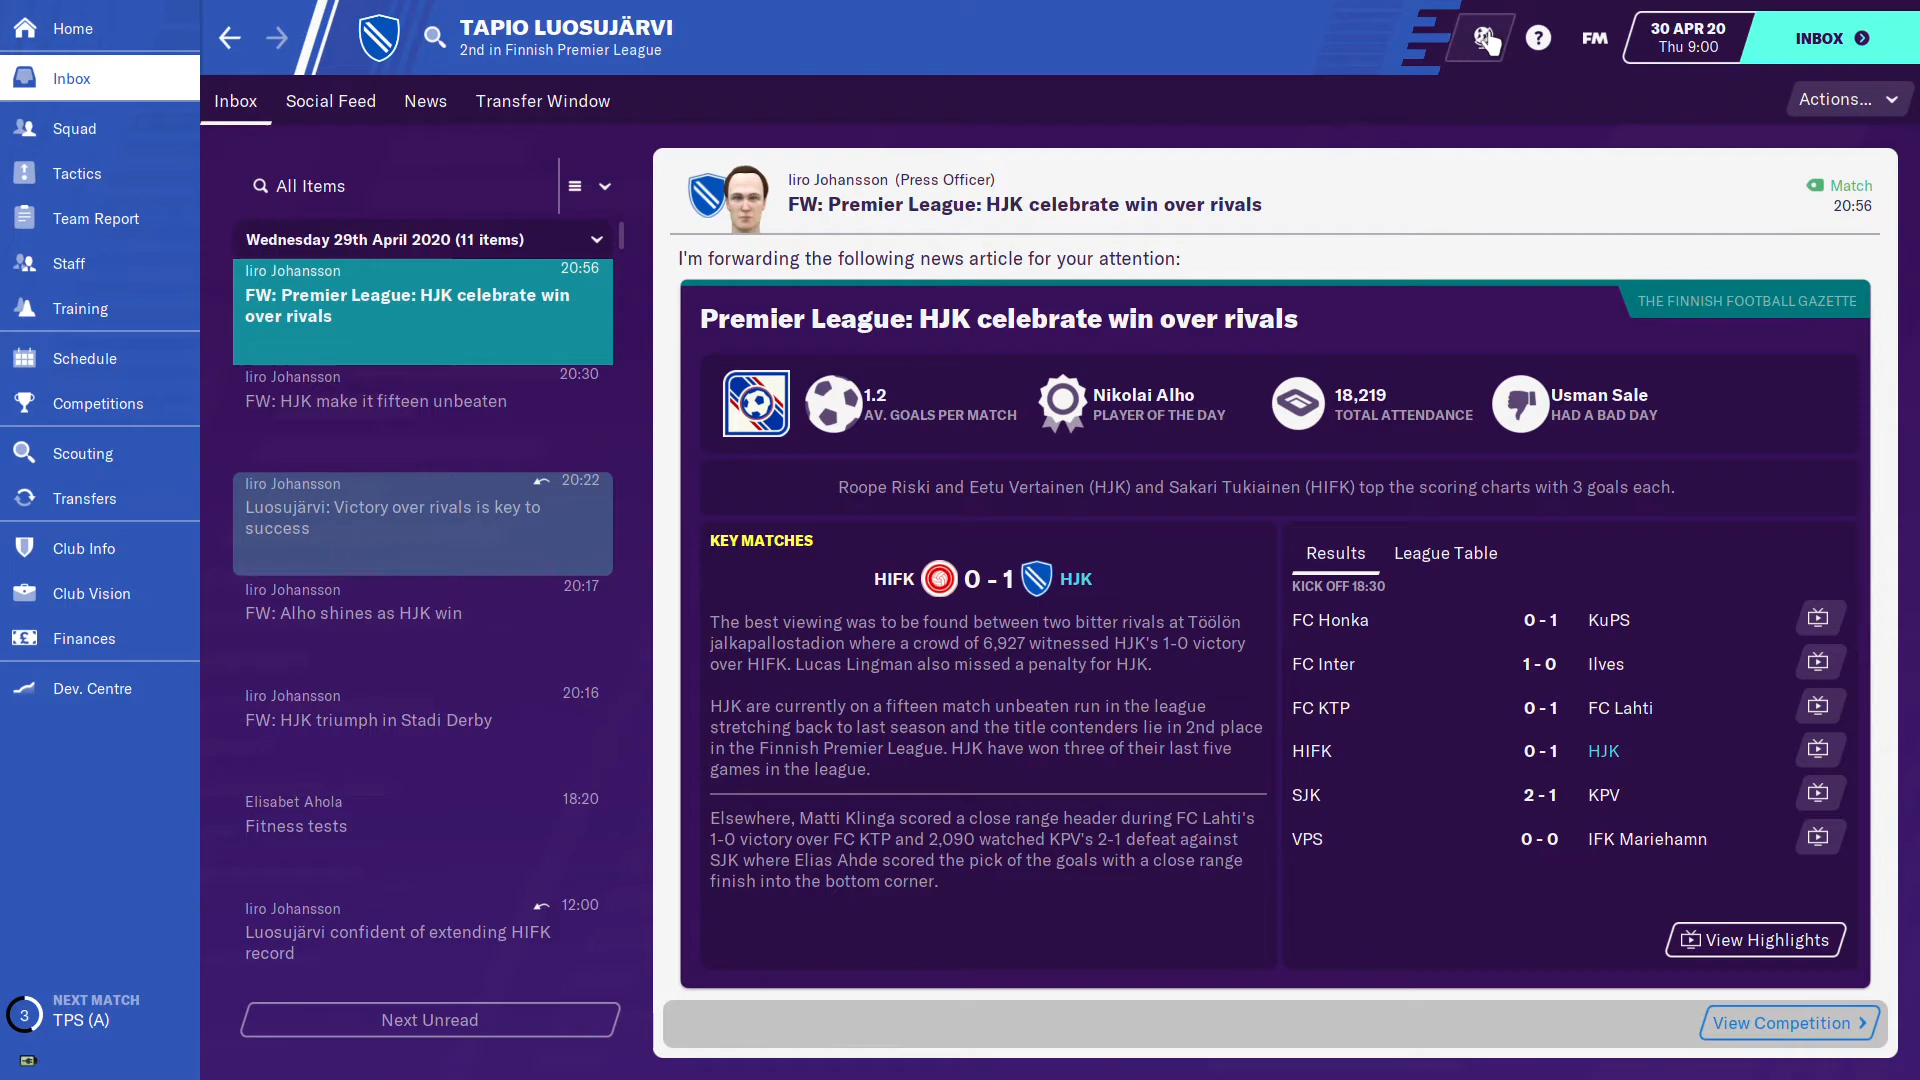 Home
Inbox
Squad
Tactics
Team Report
Staff
Training
Schedule
Competitions
Scouting
Transfers
Club Info
Club Vision
Finances
Dev. Centre
3
NEXT MATCH
TPS (A)
TAPIO LUOSUJÄRVI
2nd in Finnish Premier League
?
FM
30 APR 20
Thu 9:00
INBOX
Inbox
Social Feed
News
Transfer Window
Actions...
All Items
Wednesday 29th April 2020 (11 items)
Iiro Johansson
20:56
FW: Premier League: HJK celebrate win
over rivals
Iiro Johansson
20:30
FW: HJK make it fifteen unbeaten
Iiro Johansson
20:22
Luosujärvi: Victory over rivals is key to
success
Iiro Johansson
20:17
FW: Alho shines as HJK win
Iiro Johansson
20:16
FW: HJK triumph in Stadi Derby
Elisabet Ahola
18:20
Fitness tests
Iiro Johansson
12:00
Luosujärvi confident of extending HIFK
record
Next Unread
Iiro Johansson (Press Officer)
FW: Premier League: HJK celebrate win over rivals
Match
20:56
I'm forwarding the following news article for your attention:
THE FINNISH FOOTBALL GAZETTE
Premier League: HJK celebrate win over rivals
1.2
AV. GOALS PER MATCH
Nikolai Alho
PLAYER OF THE DAY
18,219
TOTAL ATTENDANCE
Usman Sale
HAD A BAD DAY
Roope Riski and Eetu Vertainen (HJK) and Sakari Tukiainen (HIFK) top the scoring charts with 3 goals each.
KEY MATCHES
HIFK 0 - 1 HJK
The best viewing was to be found between two bitter rivals at Töölön
jalkapallostadion where a crowd of 6,927 witnessed HJK's 1-0 victory
over HIFK. Lucas Lingman also missed a penalty for HJK.
HJK are currently on a fifteen match unbeaten run in the league
stretching back to last season and the title contenders lie in 2nd place
in the Finnish Premier League. HJK have won three of their last five
games in the league.
Elsewhere, Matti Klinga scored a close range header during FC Lahti's
1-0 victory over FC KTP and 2,090 watched KPV's 2-1 defeat against
SJK where Elias Ahde scored the pick of the goals with a close range
finish into the bottom corner.
Results
League Table
KICK OFF 18:30
FC Honka 0 - 1 KuPS
FC Inter 1 - 0 Ilves
FC KTP 0 - 1 FC Lahti
HIFK 0 - 1 HJK
SJK 2 - 1 KPV
VPS 0 - 0 IFK Mariehamn
View Highlights
View Competition